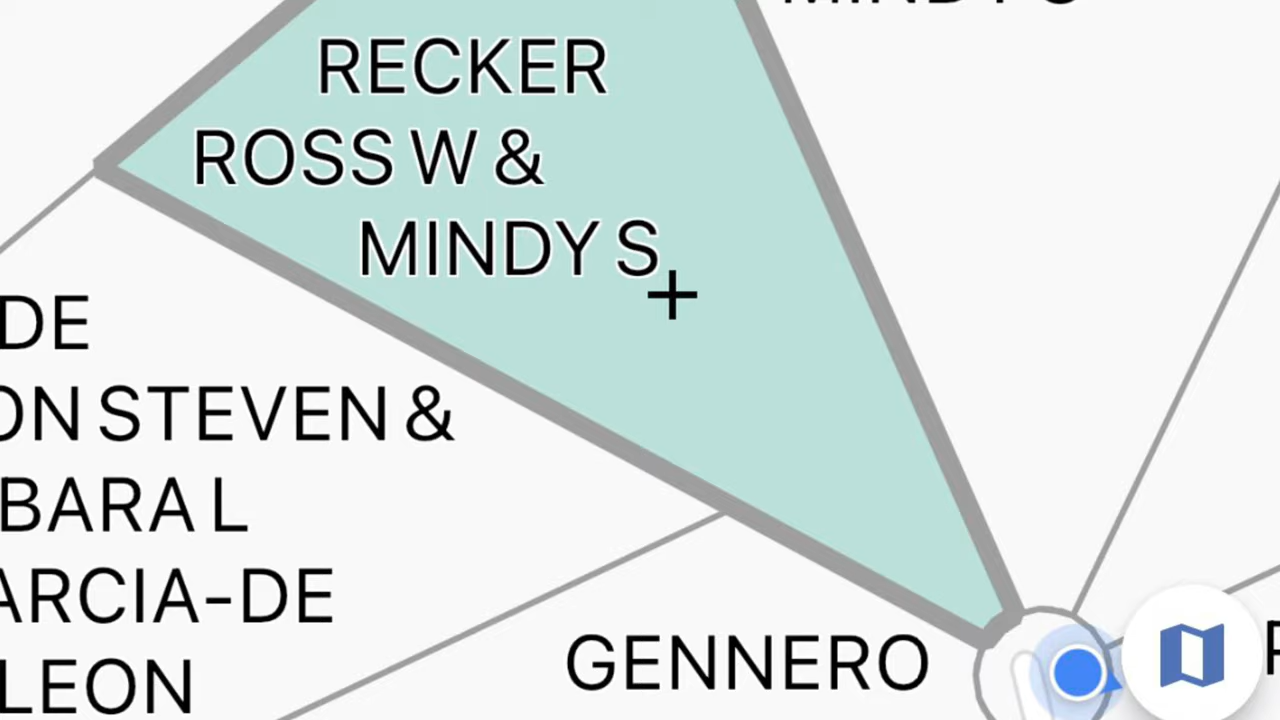 RECKER
ROSS W &
MINDY S
DE
ON STEVEN &
BARA L
ARCIA-DE
LEON
GENNERO